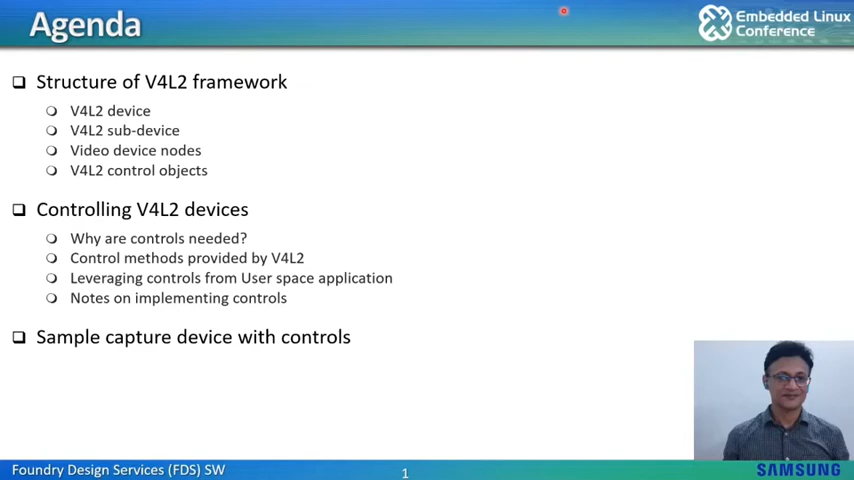 Agenda
Embedded Linux
Conference
Structure of V4L2 framework
V4L2 device
V4L2 sub-device
Video device nodes
V4L2 control objects
Controlling V4L2 devices
Why are controls needed?
Control methods provided by V4L2
Leveraging controls from User space application
Notes on implementing controls
Sample capture device with controls
Foundry Design Services (FDS) SW
1
SAMSUNG